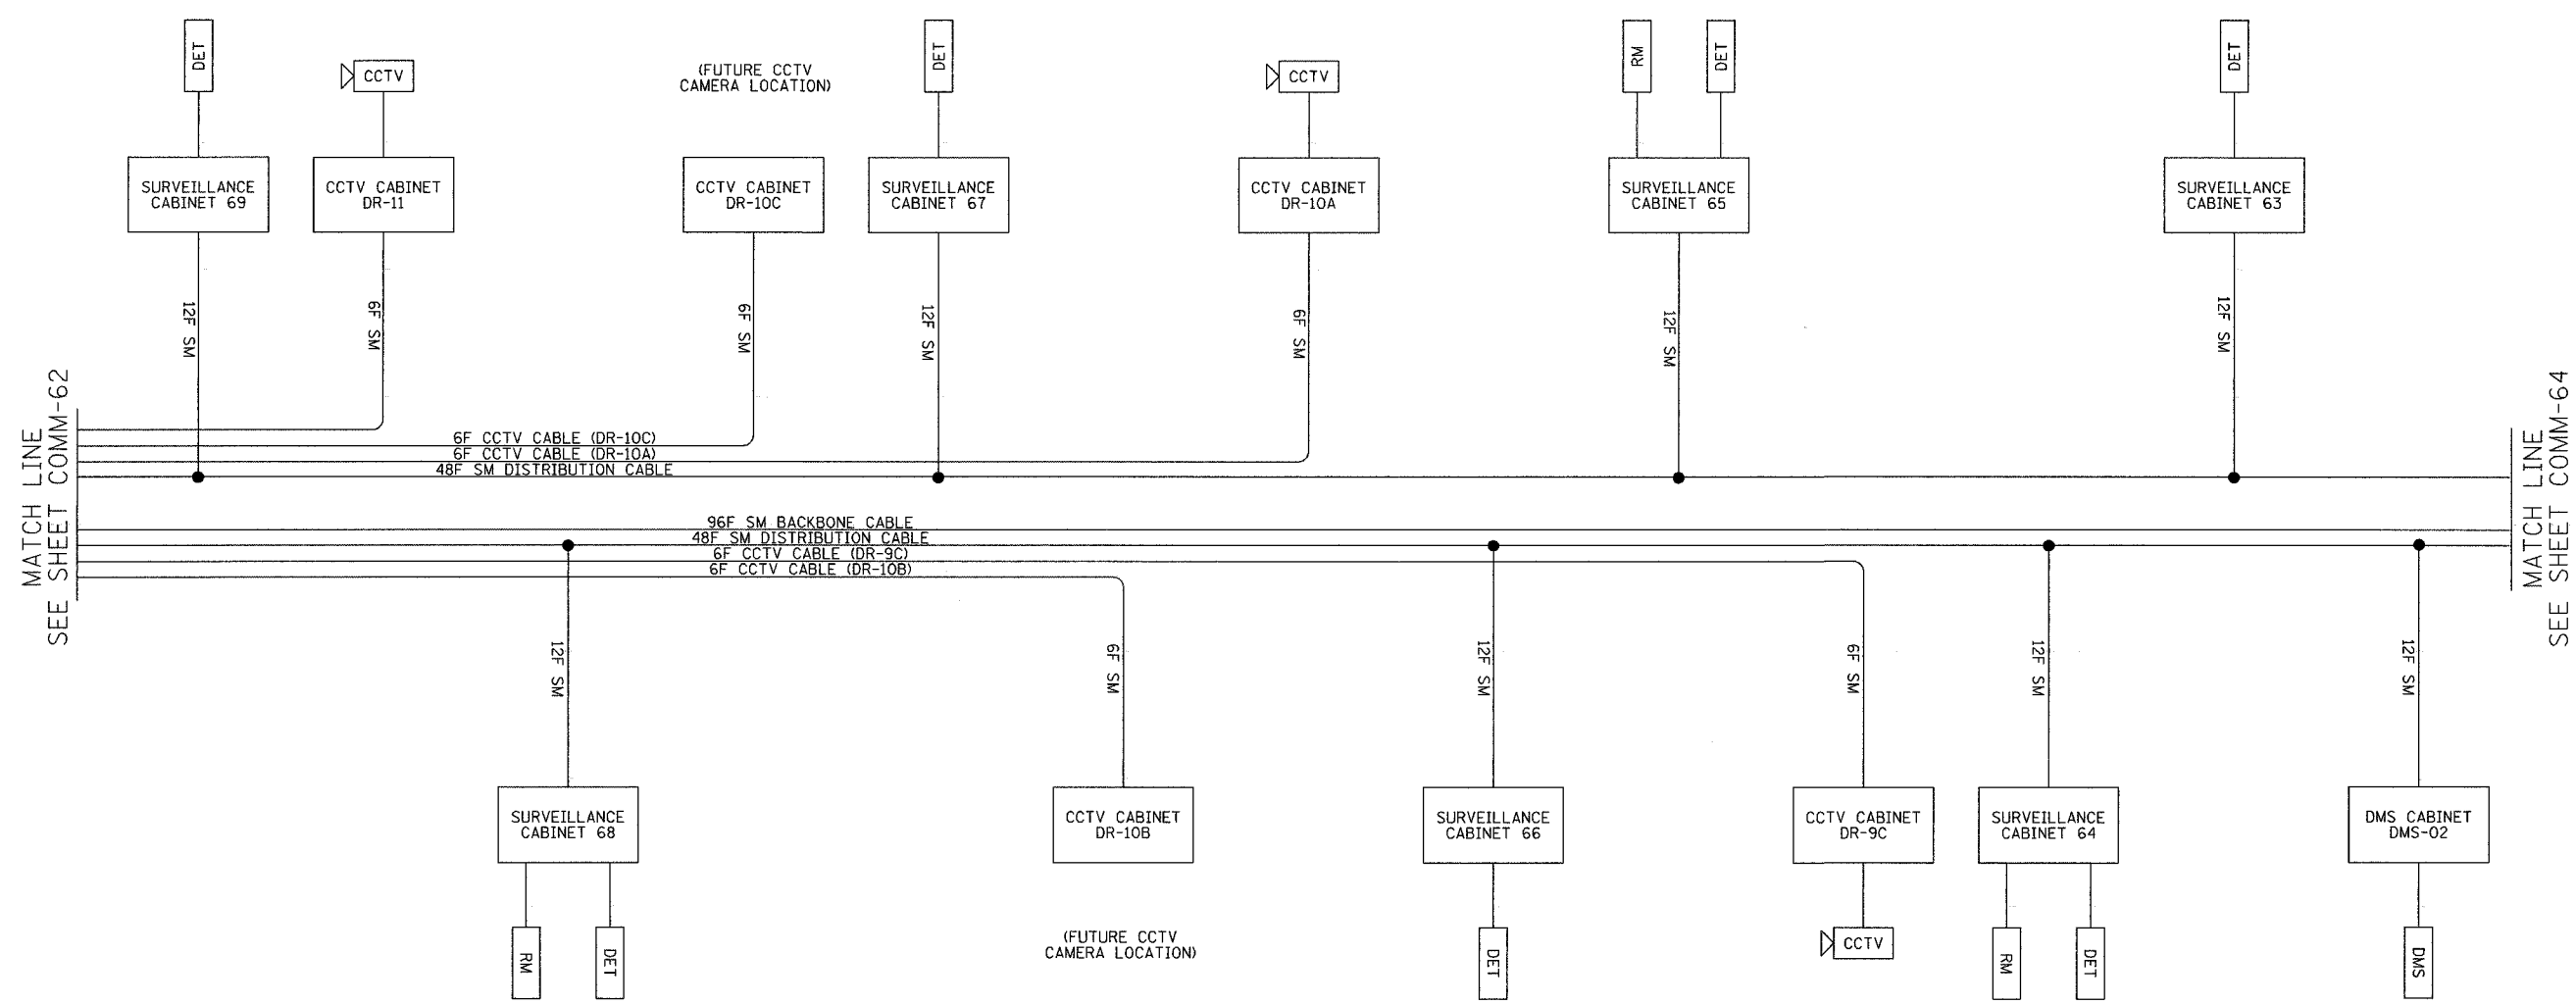 DET
CCTV
(FUTURE CCTV
CAMERA LOCATION)
DET
CCTV
RM
DET
DET
SURVEILLANCE
CABINET 69
CCTV CABINET
DR-11
CCTV CABINET
DR-10C
SURVEILLANCE
CABINET 67
CCTV CABINET
DR-10A
SURVEILLANCE
CABINET 65
SURVEILLANCE
CABINET 63
12F SM
6F SM
6F SM
12F SM
6F SM
12F SM
12F SM
MATCH LINE
SEE SHEET COMM-62
6F CCTV CABLE (DR-10C)
6F CCTV CABLE (DR-10A)
48F SM DISTRIBUTION CABLE
96F SM BACKBONE CABLE
48F SM DISTRIBUTION CABLE
6F CCTV CABLE (DR-9C)
6F CCTV CABLE (DR-10B)
MATCH LINE
SEE SHEET COMM-64
12F SM
6F SM
12F SM
6F SM
12F SM
12F SM
SURVEILLANCE
CABINET 68
CCTV CABINET
DR-10B
SURVEILLANCE
CABINET 66
CCTV CABINET
DR-9C
SURVEILLANCE
CABINET 64
DMS CABINET
DMS-02
RM
DET
(FUTURE CCTV
CAMERA LOCATION)
DET
CCTV
RM
DET
DMS